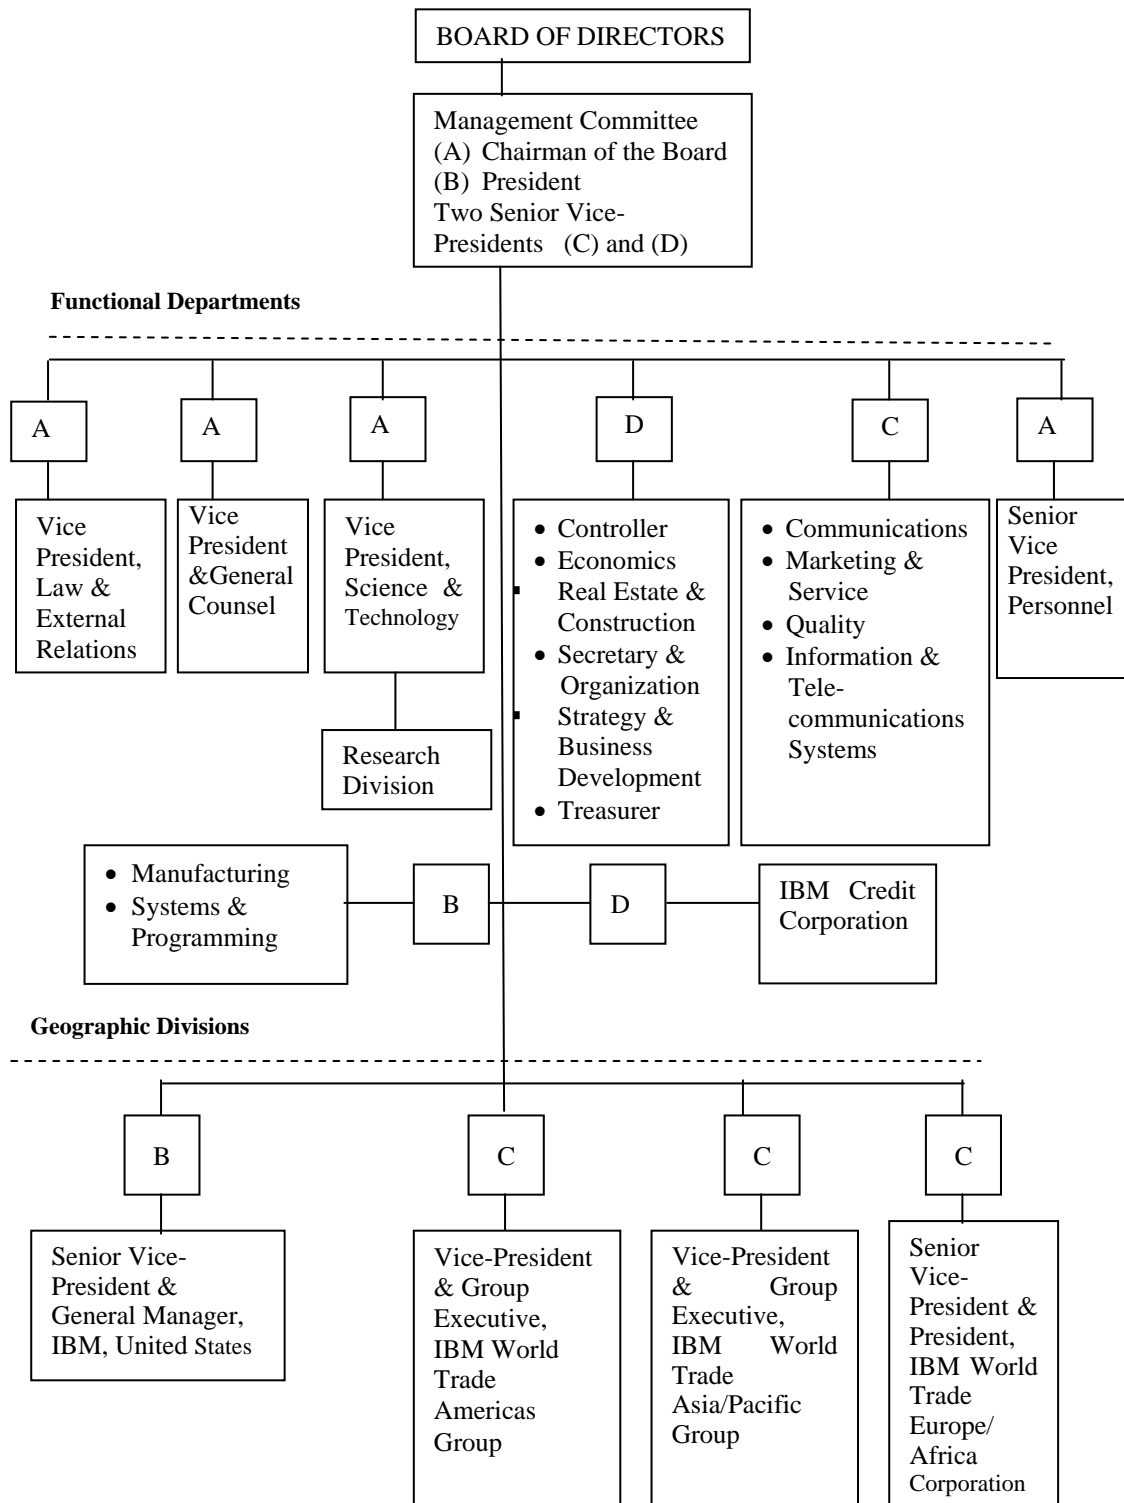 BOARD OF DIRECTORS
Management Committee
(A) Chairman of the Board
(B) President
Two Senior Vice-
Presidents (C) and (D)
Functional Departments
A
A
A
D
C
A
Vice
President,
Law &
External
Relations
Vice
President
&General
Counsel
Vice
President,
Science &
Technology
• Controller
• Economics
▪ Real Estate &
Construction
• Secretary &
Organization
▪ Strategy &
Business
Development
• Treasurer
• Communications
• Marketing &
Service
• Quality
• Information &
Tele-
communications
Systems
Senior
Vice
President,
Personnel
Research
Division
• Manufacturing
• Systems &
Programming
B
D
IBM Credit
Corporation
Geographic Divisions
B
C
C
C
Senior Vice-
President &
General Manager,
IBM, United States
Vice-President
& Group
Executive,
IBM World
Trade
Americas
Group
Vice-President
& Group
Executive,
IBM World
Trade
Asia/Pacific
Group
Senior
Vice-
President &
President,
IBM World
Trade
Europe/
Africa
Corporation